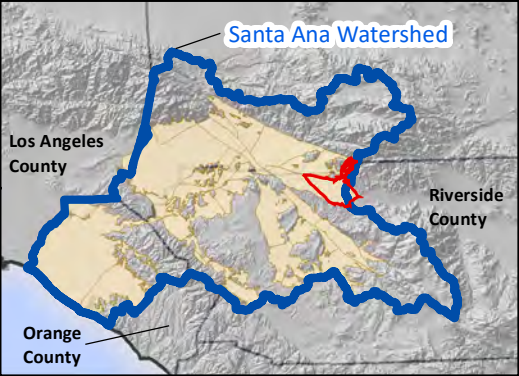 Santa Ana Watershed
Los Angeles
County
Riverside
County
Orange
County